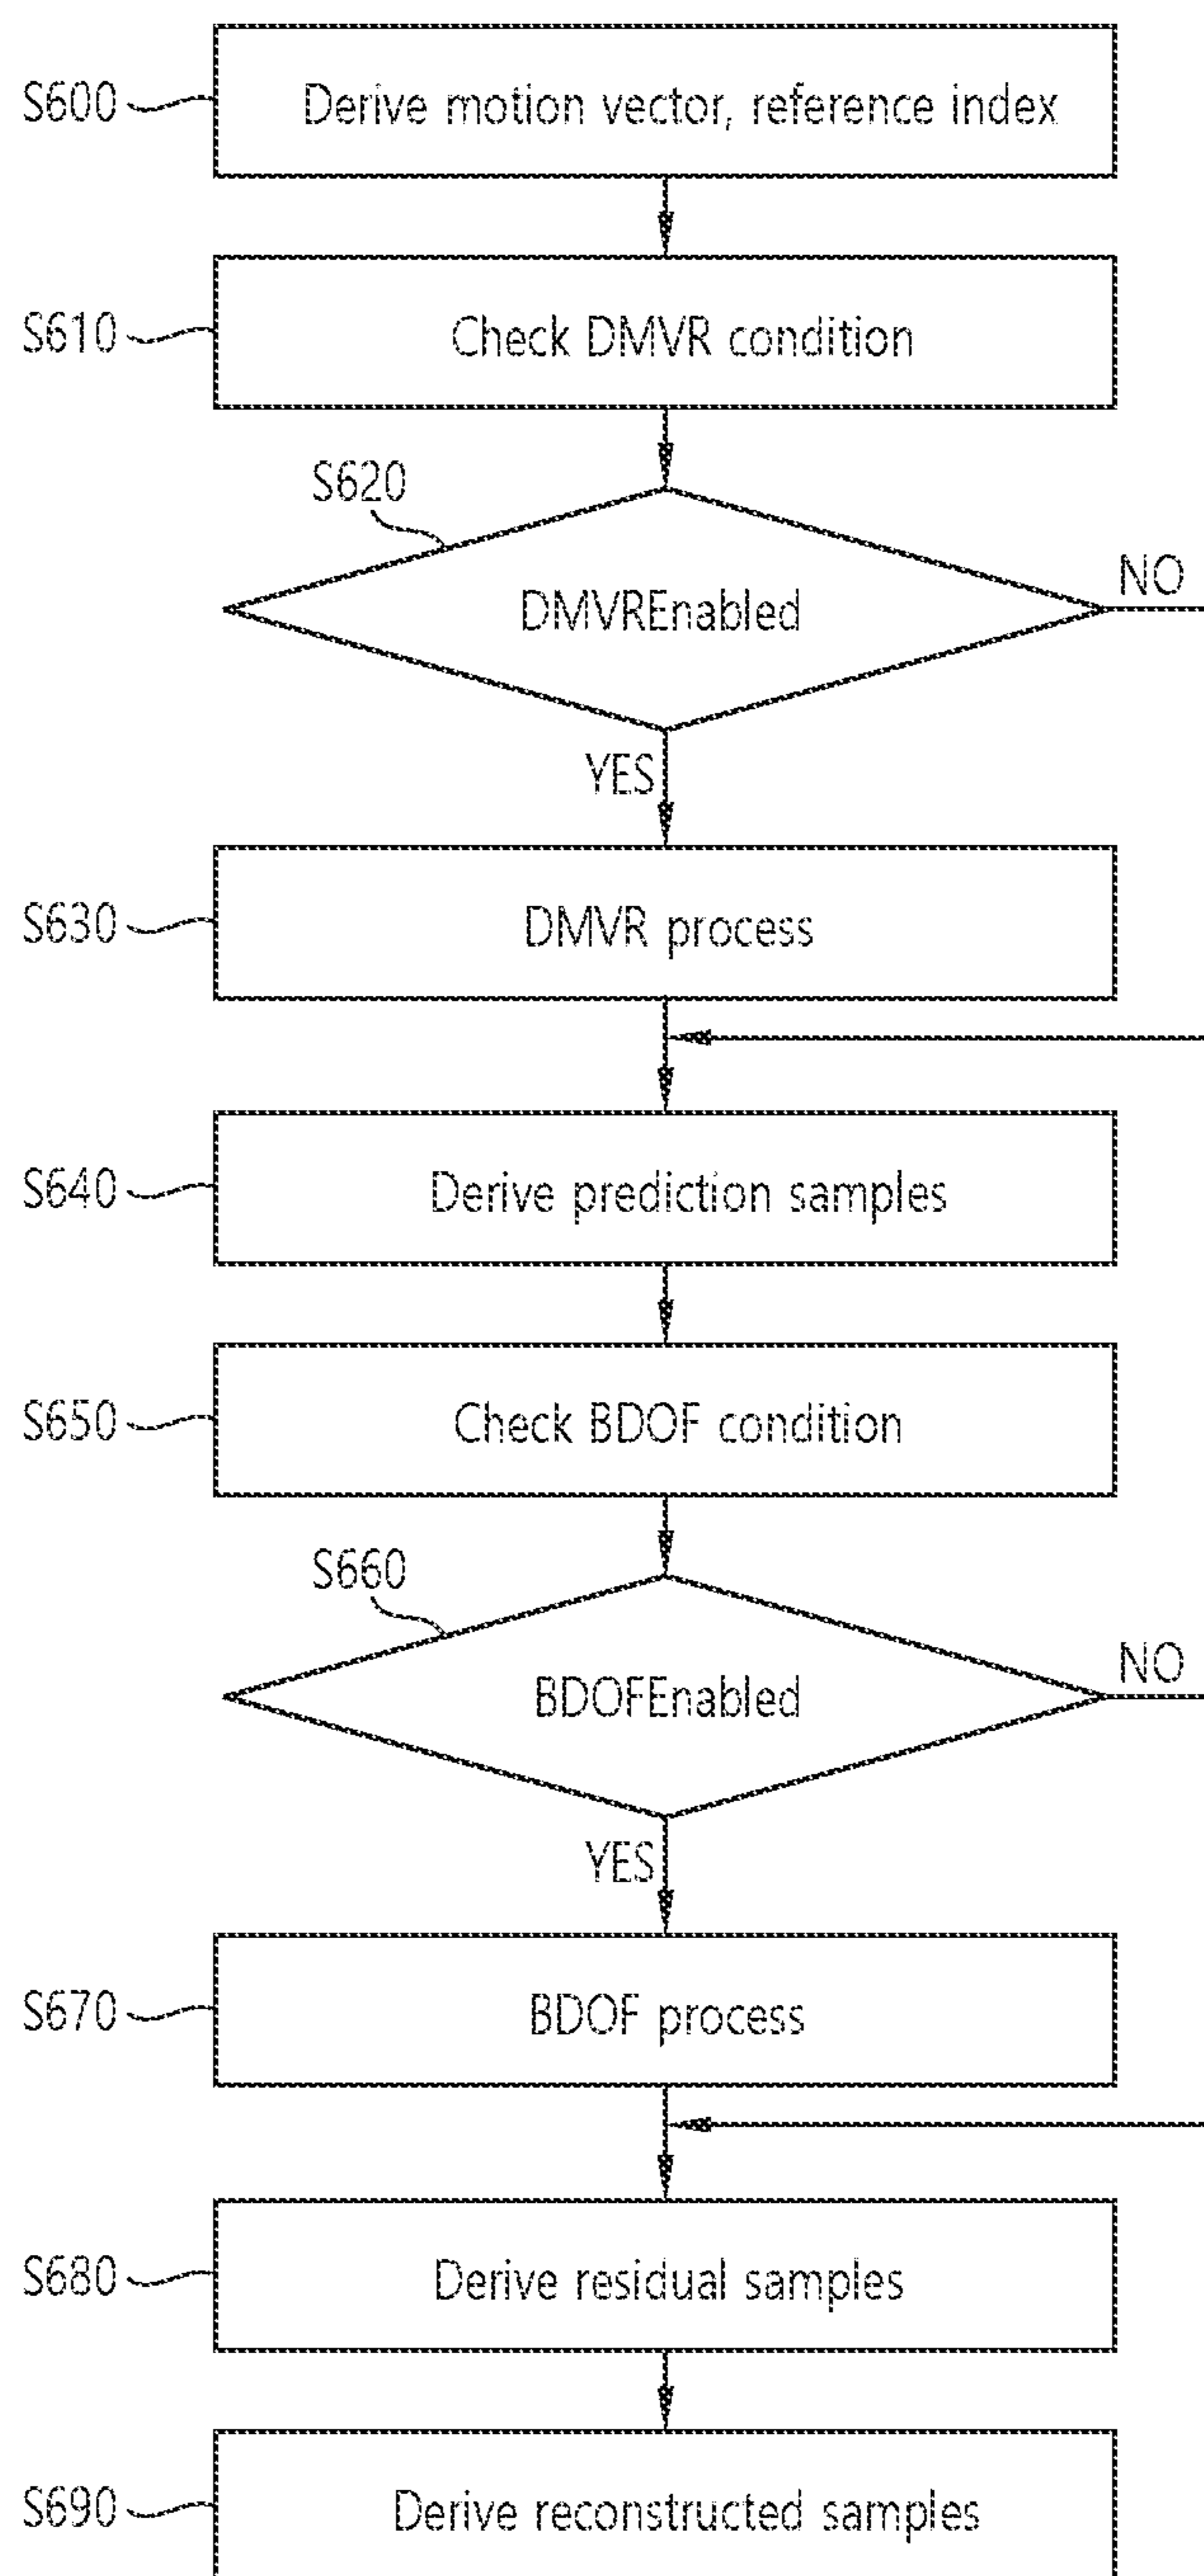 S600
Derive motion vector, reference index
S610
Check DMVR condition
S620
DMVREnabled
NO
YES
S630
DMVR process
S640
Derive prediction samples
S650
Check BDOF condition
S660
BDOFEnabled
NO
YES
S670
BDOF process
S680
Derive residual samples
S690
Derive reconstructed samples